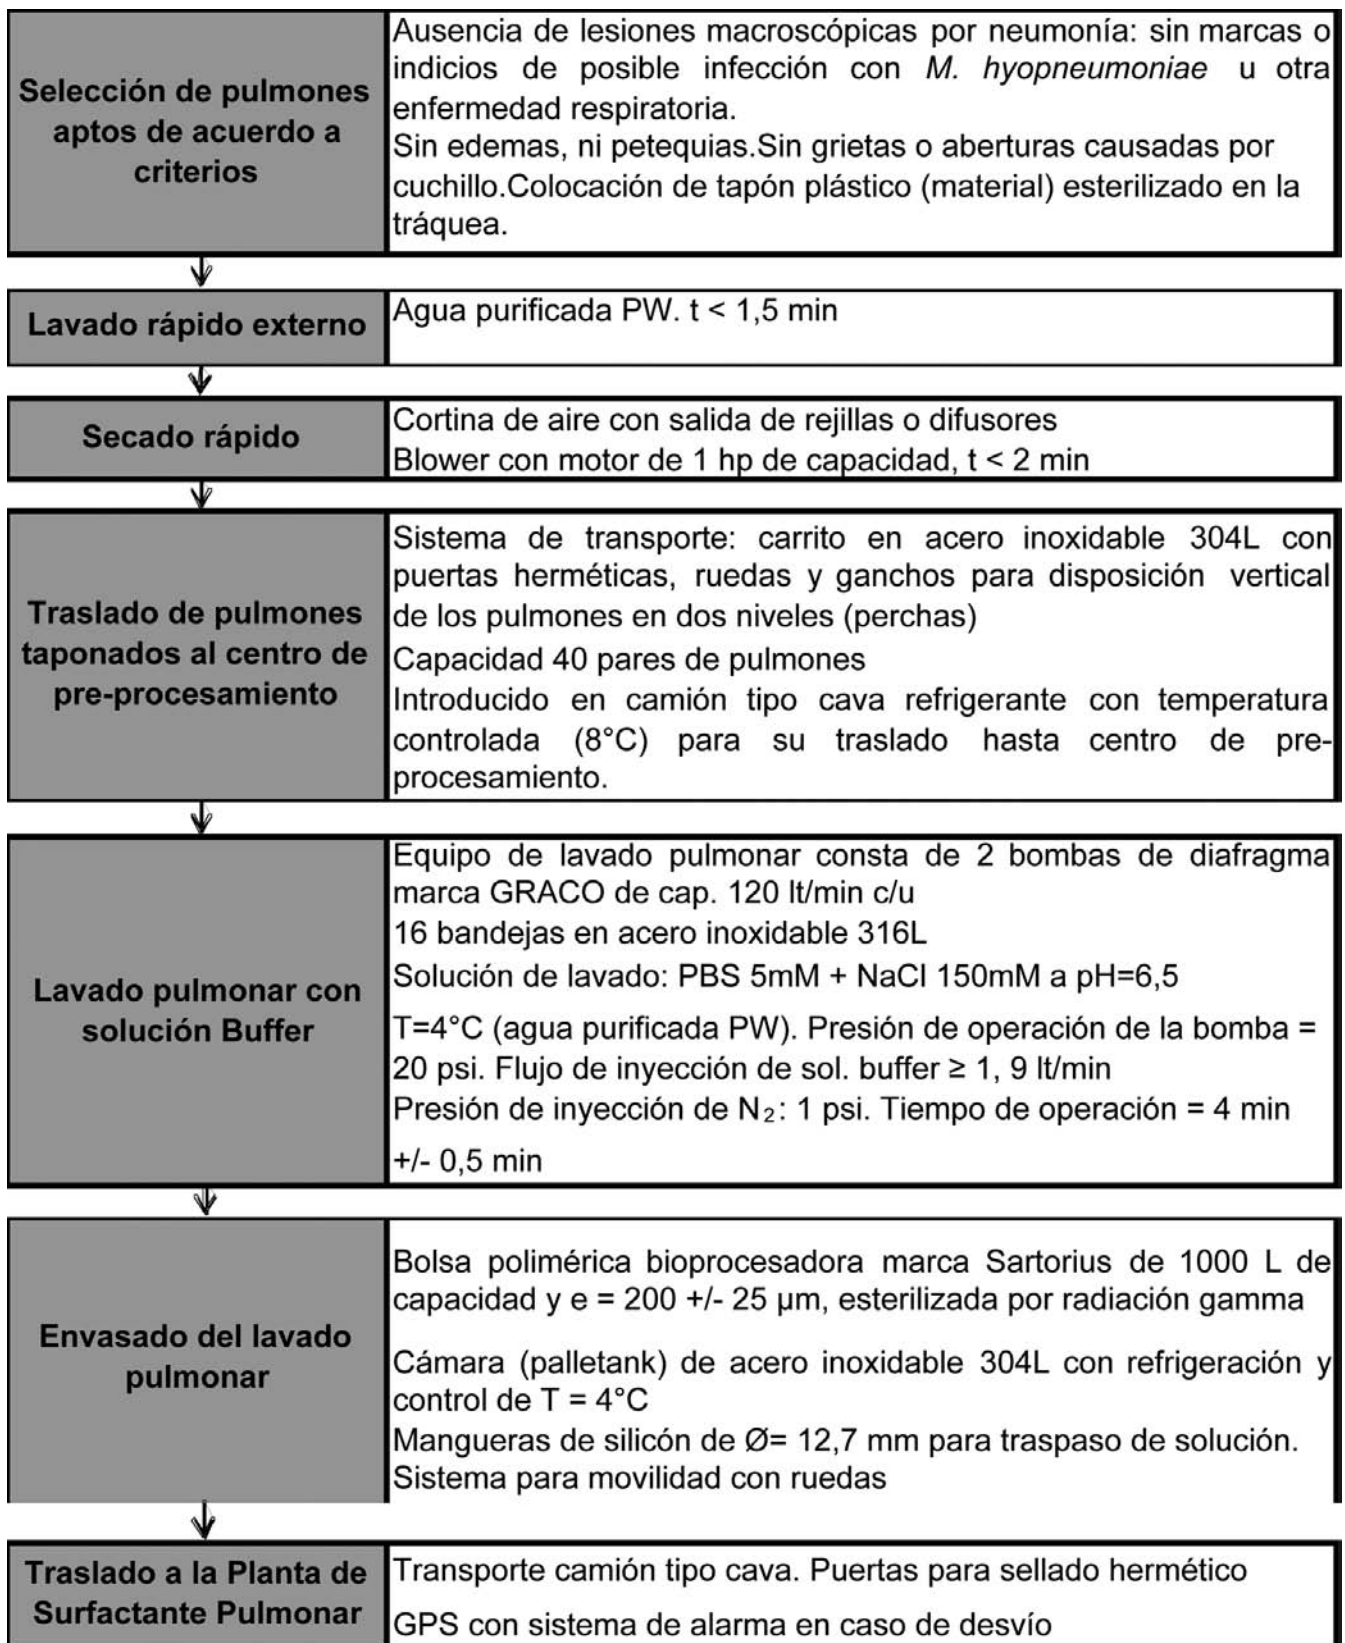 Selección de pulmones
aptos de acuerdo a
criterios
Ausencia de lesiones macroscópicas por neumonía: sin marcas o
indicios de posible infección con M. hyopneumoniae u otra
enfermedad respiratoria.
Sin edemas, ni petequias.Sin grietas o aberturas causadas por
cuchillo.Colocación de tapón plástico (material) esterilizado en la
tráquea.
Lavado rápido externo
Agua purificada PW. t < 1,5 min
Secado rápido
Cortina de aire con salida de rejillas o difusores
Blower con motor de 1 hp de capacidad, t < 2 min
Traslado de pulmones
taponados al centro de
pre-procesamiento
Sistema de transporte: carrito en acero inoxidable 304L con
puertas herméticas, ruedas y ganchos para disposición vertical
de los pulmones en dos niveles (perchas)
Capacidad 40 pares de pulmones
Introducido en camión tipo cava refrigerante con temperatura
controlada (8°C) para su traslado hasta centro de pre-
procesamiento.
Lavado pulmonar con
solución Buffer
Equipo de lavado pulmonar consta de 2 bombas de diafragma
marca GRACO de cap. 120 lt/min c/u
16 bandejas en acero inoxidable 316L
Solución de lavado: PBS 5mM + NaCl 150mM a pH=6,5
T=4°C (agua purificada PW). Presión de operación de la bomba =
20 psi. Flujo de inyección de sol. buffer ≥ 1, 9 lt/min
Presión de inyección de N₂: 1 psi. Tiempo de operación = 4 min
+/- 0,5 min
Envasado del lavado
pulmonar
Bolsa polimérica bioprocesadora marca Sartorius de 1000 L de
capacidad y e = 200 +/- 25 µm, esterilizada por radiación gamma
Cámara (palletank) de acero inoxidable 304L con refrigeración y
control de T = 4°C
Mangueras de silicón de Ø= 12,7 mm para traspaso de solución.
Sistema para movilidad con ruedas
Traslado a la Planta de
Surfactante Pulmonar
Transporte camión tipo cava. Puertas para sellado hermético
GPS con sistema de alarma en caso de desvío